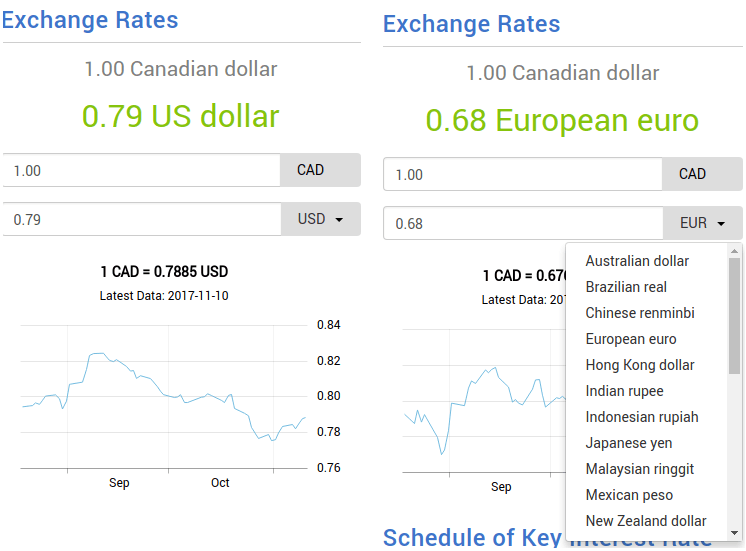 Exchange Rates
1.00 Canadian dollar
0.79 US dollar
1.00 CAD
0.79 USD
1 CAD = 0.7885 USD
Latest Data: 2017-11-10
0.84
0.82
0.80
0.78
0.76
Sep Oct
Exchange Rates
1.00 Canadian dollar
0.68 European euro
1.00 CAD
0.68 EUR
1 CAD = 0.67
Latest Data: 201
Sep
Australian dollar
Brazilian real
Chinese renminbi
European euro
Hong Kong dollar
Indian rupee
Indonesian rupiah
Japanese yen
Malaysian ringgit
Mexican peso
New Zealand dollar
Schedule of Key Interest Rate